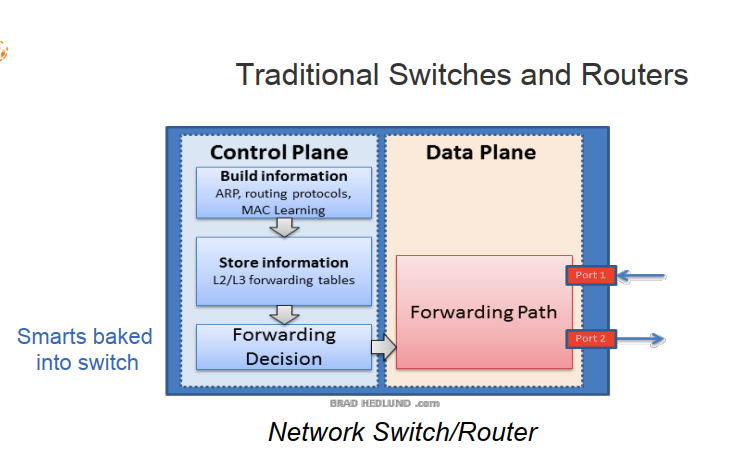 Traditional Switches and Routers
Control Plane
Build information
ARP, routing protocols,
MAC Learning
Store information
L2/L3 forwarding tables
Forwarding
Decision
Data Plane
Forwarding Path
Port 1
Port 2
Smarts baked
into switch
BRAD HEDLUND .com
Network Switch/Router